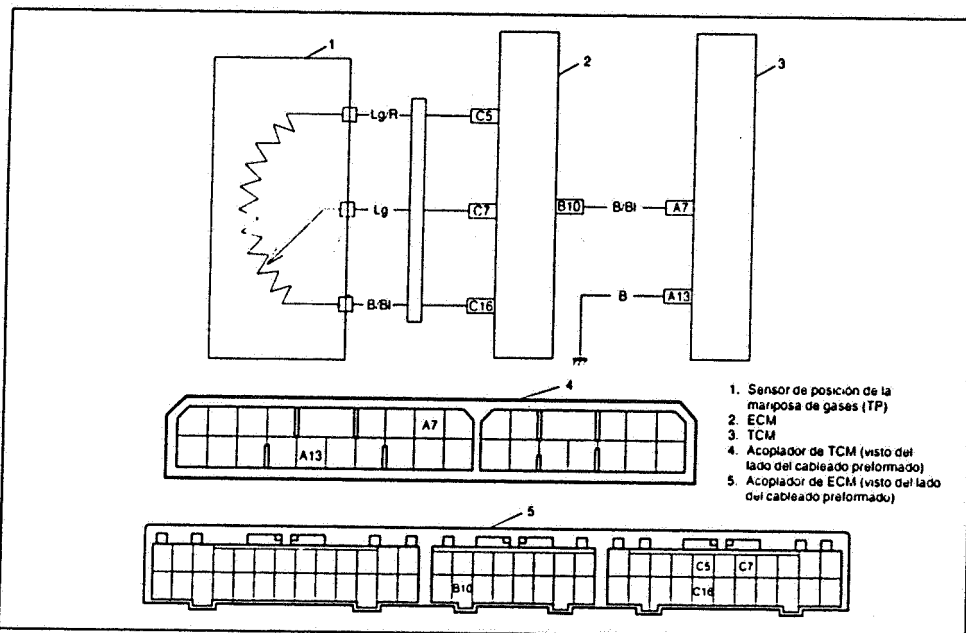 1
2
3
Lg/R
C5
Lg
C7
B10
B/Bl
A7
B/Bl
C16
B
A13
4
A7
A13
1. Sensor de posición de la
mariposa de gases (TP)
2. ECM
3. TCM
4. Acoplador de TCM (visto del
lado del cableado preformado)
5. Acoplador de ECM (visto del lado
del cableado preformado)
5
C5
C7
B10
C16